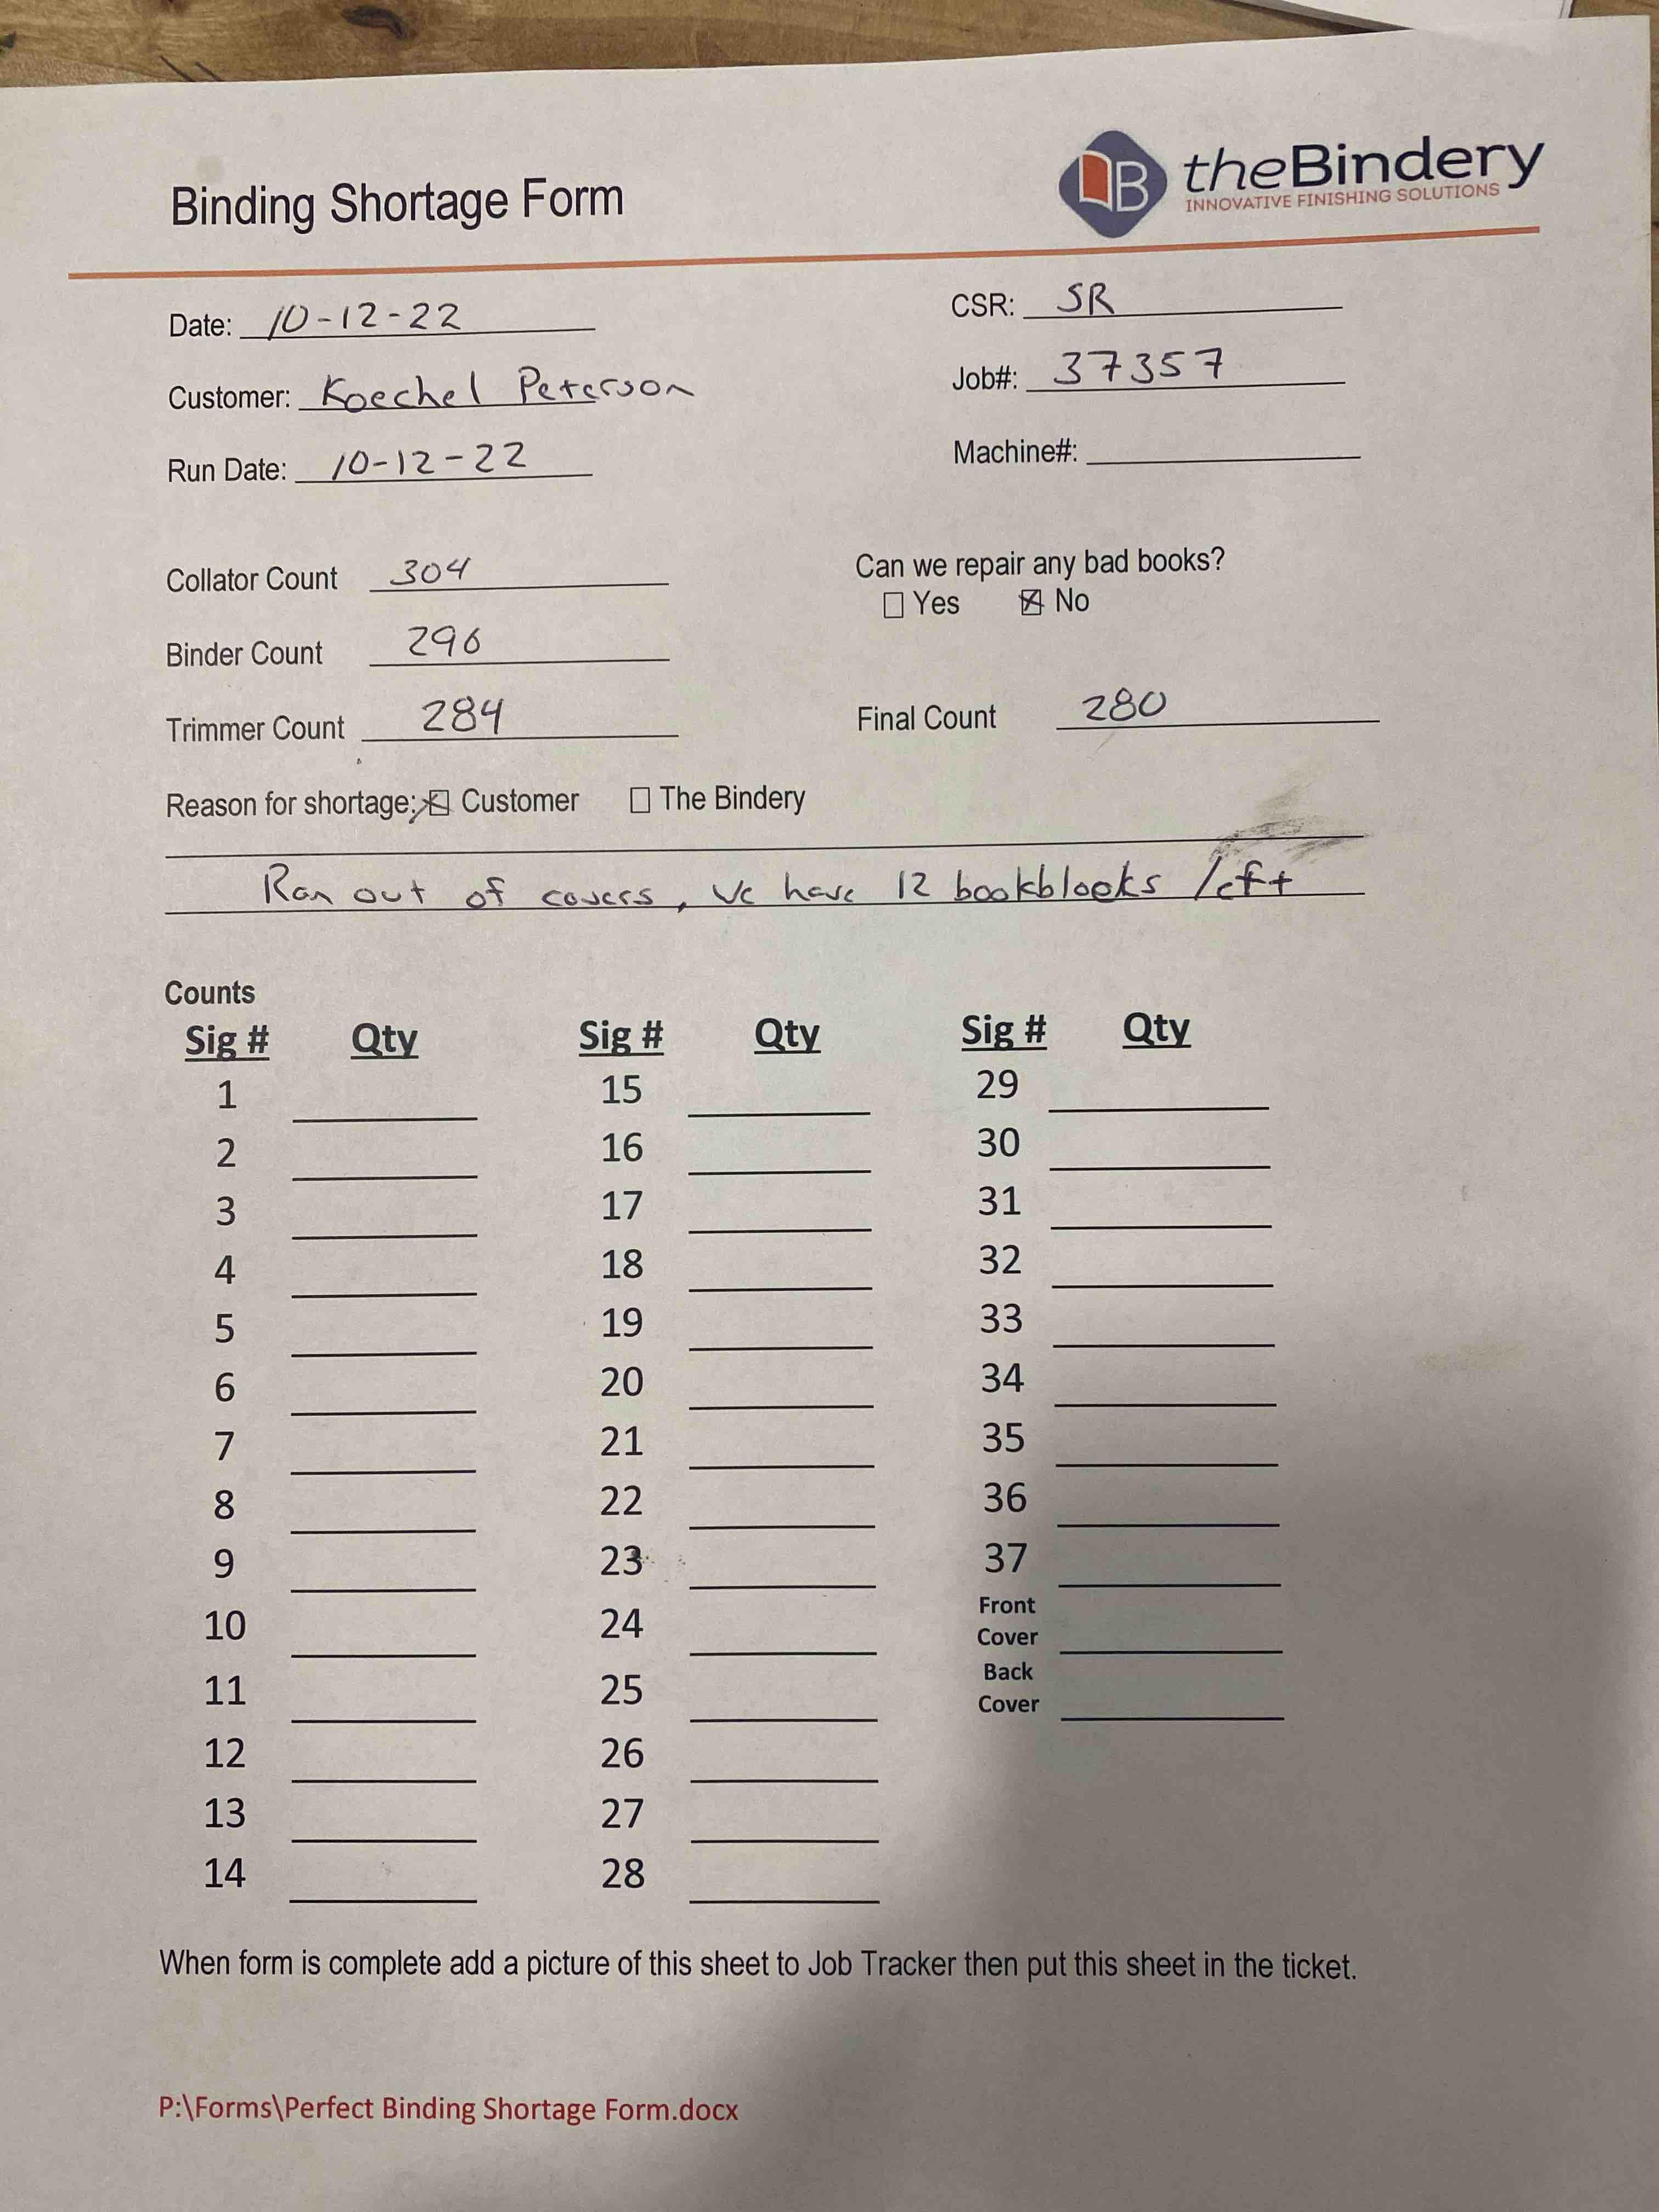 Binding Shortage Form
theBindery
INNOVATIVE FINISHING SOLUTIONS
Date: 10-12-22
CSR: SR
Customer: Koechel Peterson
Job#: 37357
Run Date: 10-12-22
Machine#:
Collator Count 304
Can we repair any bad books?
Yes No
Binder Count 296
Trimmer Count 284
Final Count 280
Reason for shortage: Customer The Bindery
Ran out of covers, we have 12 bookblocks left
Counts
Sig # Qty Sig # Qty Sig # Qty
1 15 29
2 16 30
3 17 31
4 18 32
5 19 33
6 20 34
7 21 35
8 22 36
9 23 37
10 24 Front Cover
11 25 Back Cover
12 26
13 27
14 28
When form is complete add a picture of this sheet to Job Tracker then put this sheet in the ticket.
P:\Forms\Perfect Binding Shortage Form.docx